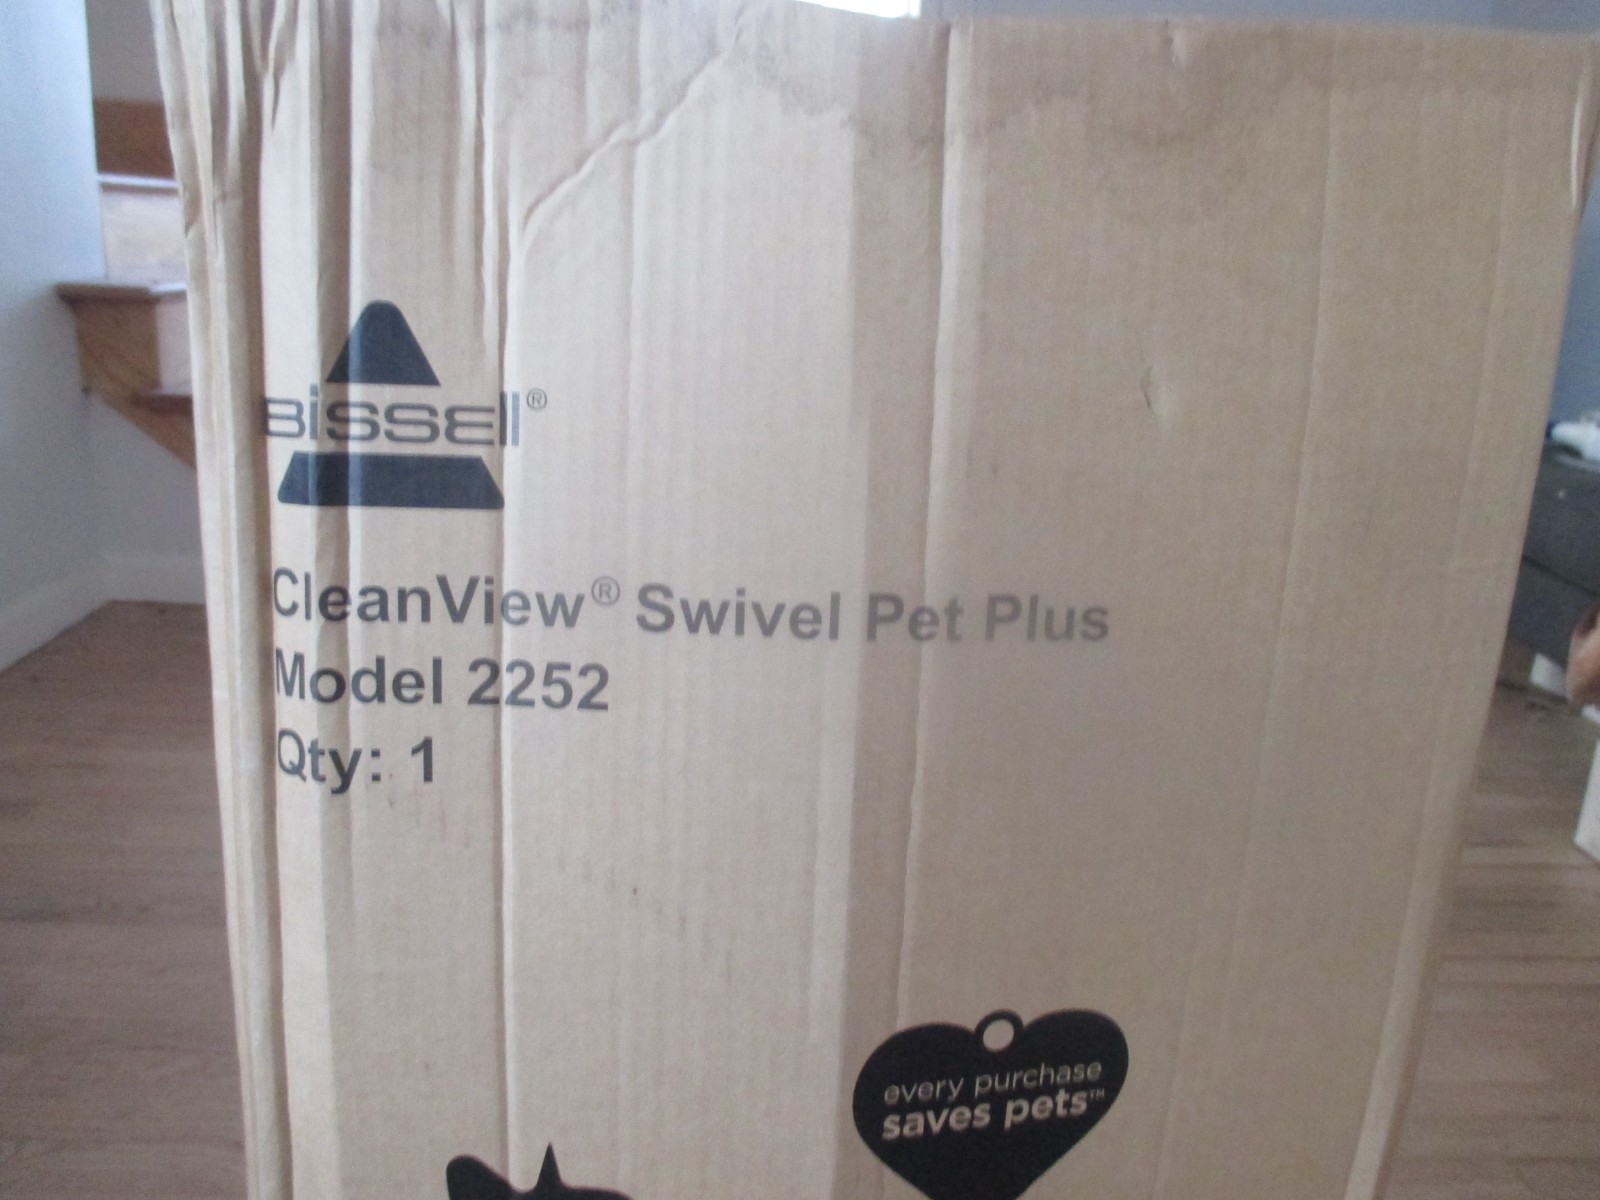 BISSELL®
CleanView® Swivel Pet Plus
Model 2252
Qty: 1
every purchase
saves pets™